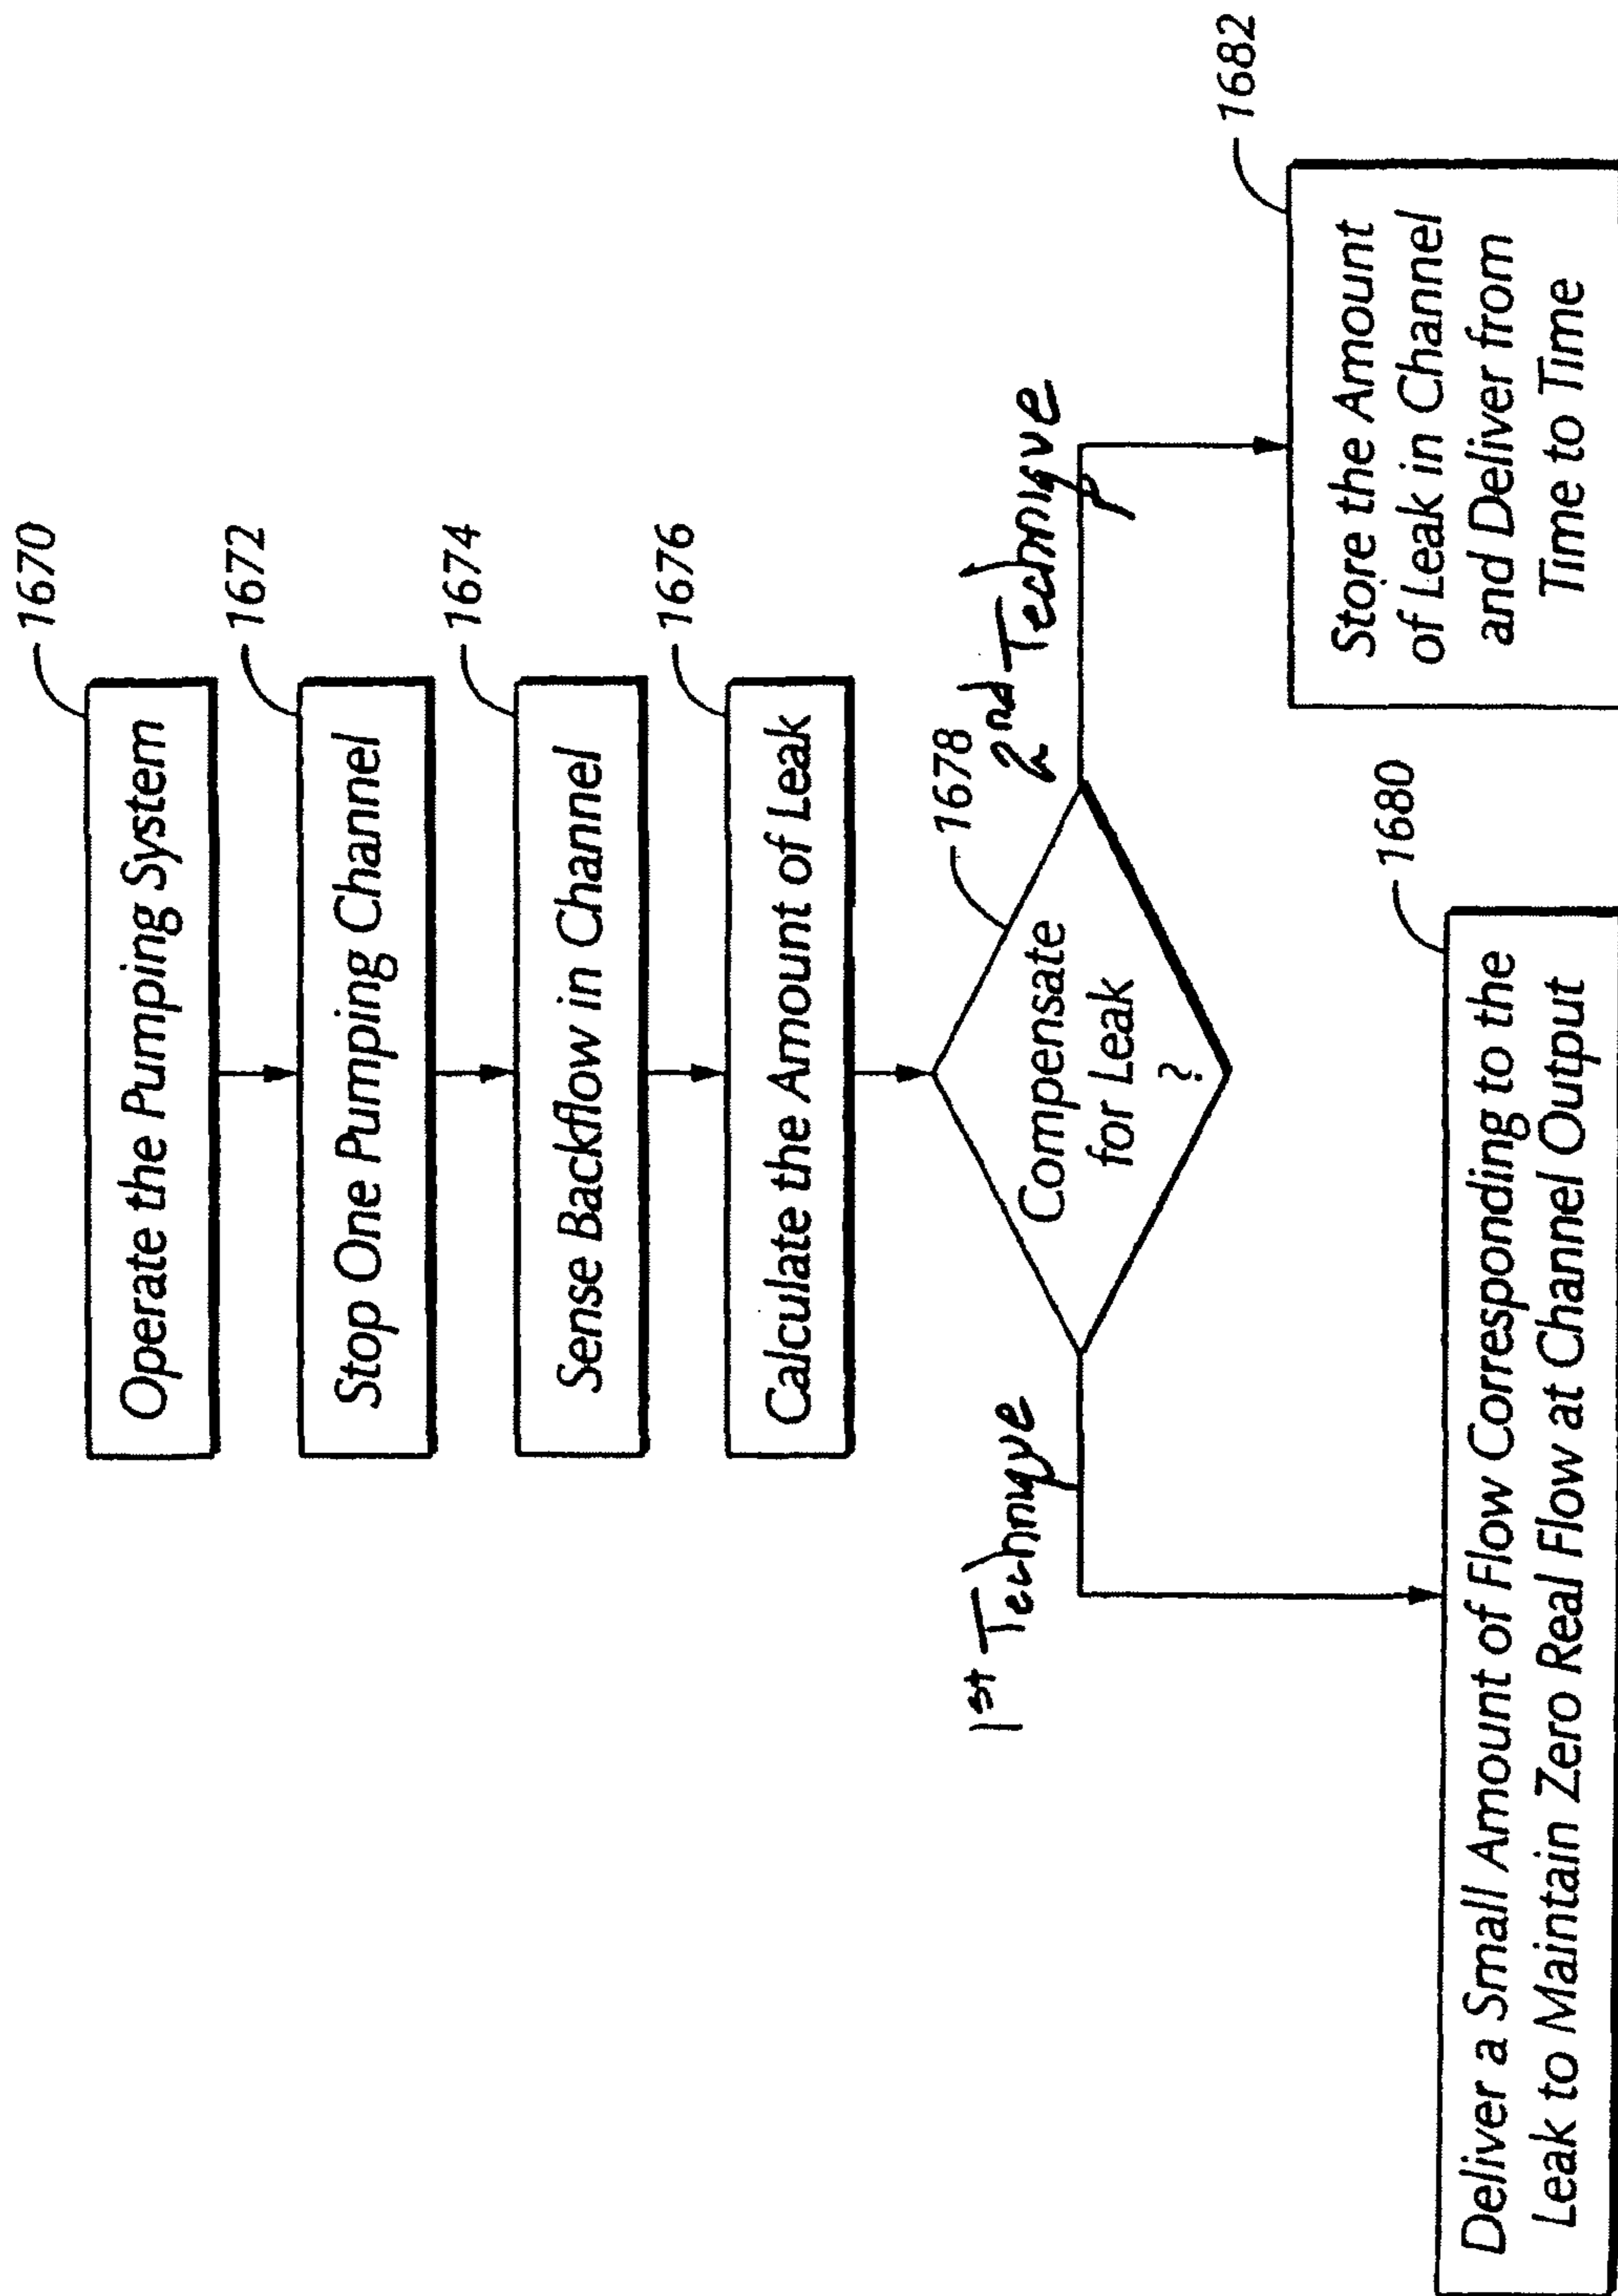 1670
Operate the Pumping System
1672
Stop One Pumping Channel
1674
Sense Backflow in Channel
1676
Calculate the Amount of Leak
1678
Compensate
for Leak
?
1st Technique
2nd Technique
1680
Deliver a Small Amount of Flow Corresponding to the
Leak to Maintain Zero Real Flow at Channel Output
1682
Store the Amount
of Leak in Channel
and Deliver from
Time to Time